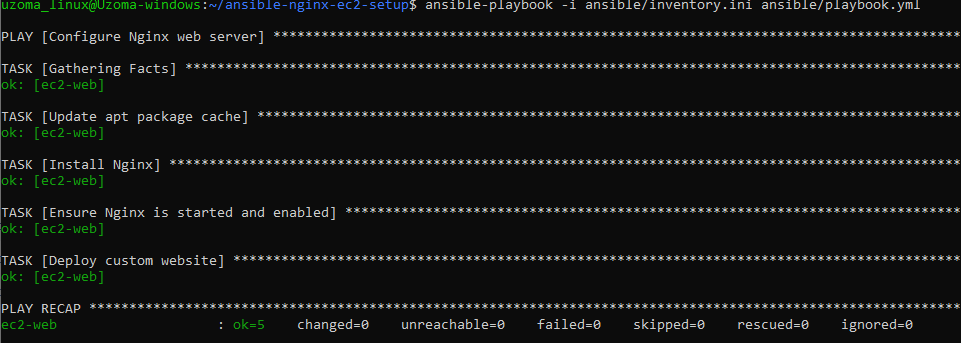 uzoma_linux@Uzoma-windows:~/ansible-nginx-ec2-setup$ ansible-playbook -i ansible/inventory.ini ansible/playbook.yml
PLAY [Configure Nginx web server] **************************************************************************************
TASK [Gathering Facts] *************************************************************************************************
ok: [ec2-web]
TASK [Update apt package cache] ****************************************************************************************
ok: [ec2-web]
TASK [Install Nginx] ***************************************************************************************************
ok: [ec2-web]
TASK [Ensure Nginx is started and enabled] *****************************************************************************
ok: [ec2-web]
TASK [Deploy custom website] *******************************************************************************************
ok: [ec2-web]
PLAY RECAP *************************************************************************************************************
ec2-web                    : ok=5    changed=0    unreachable=0    failed=0    skipped=0    rescued=0    ignored=0